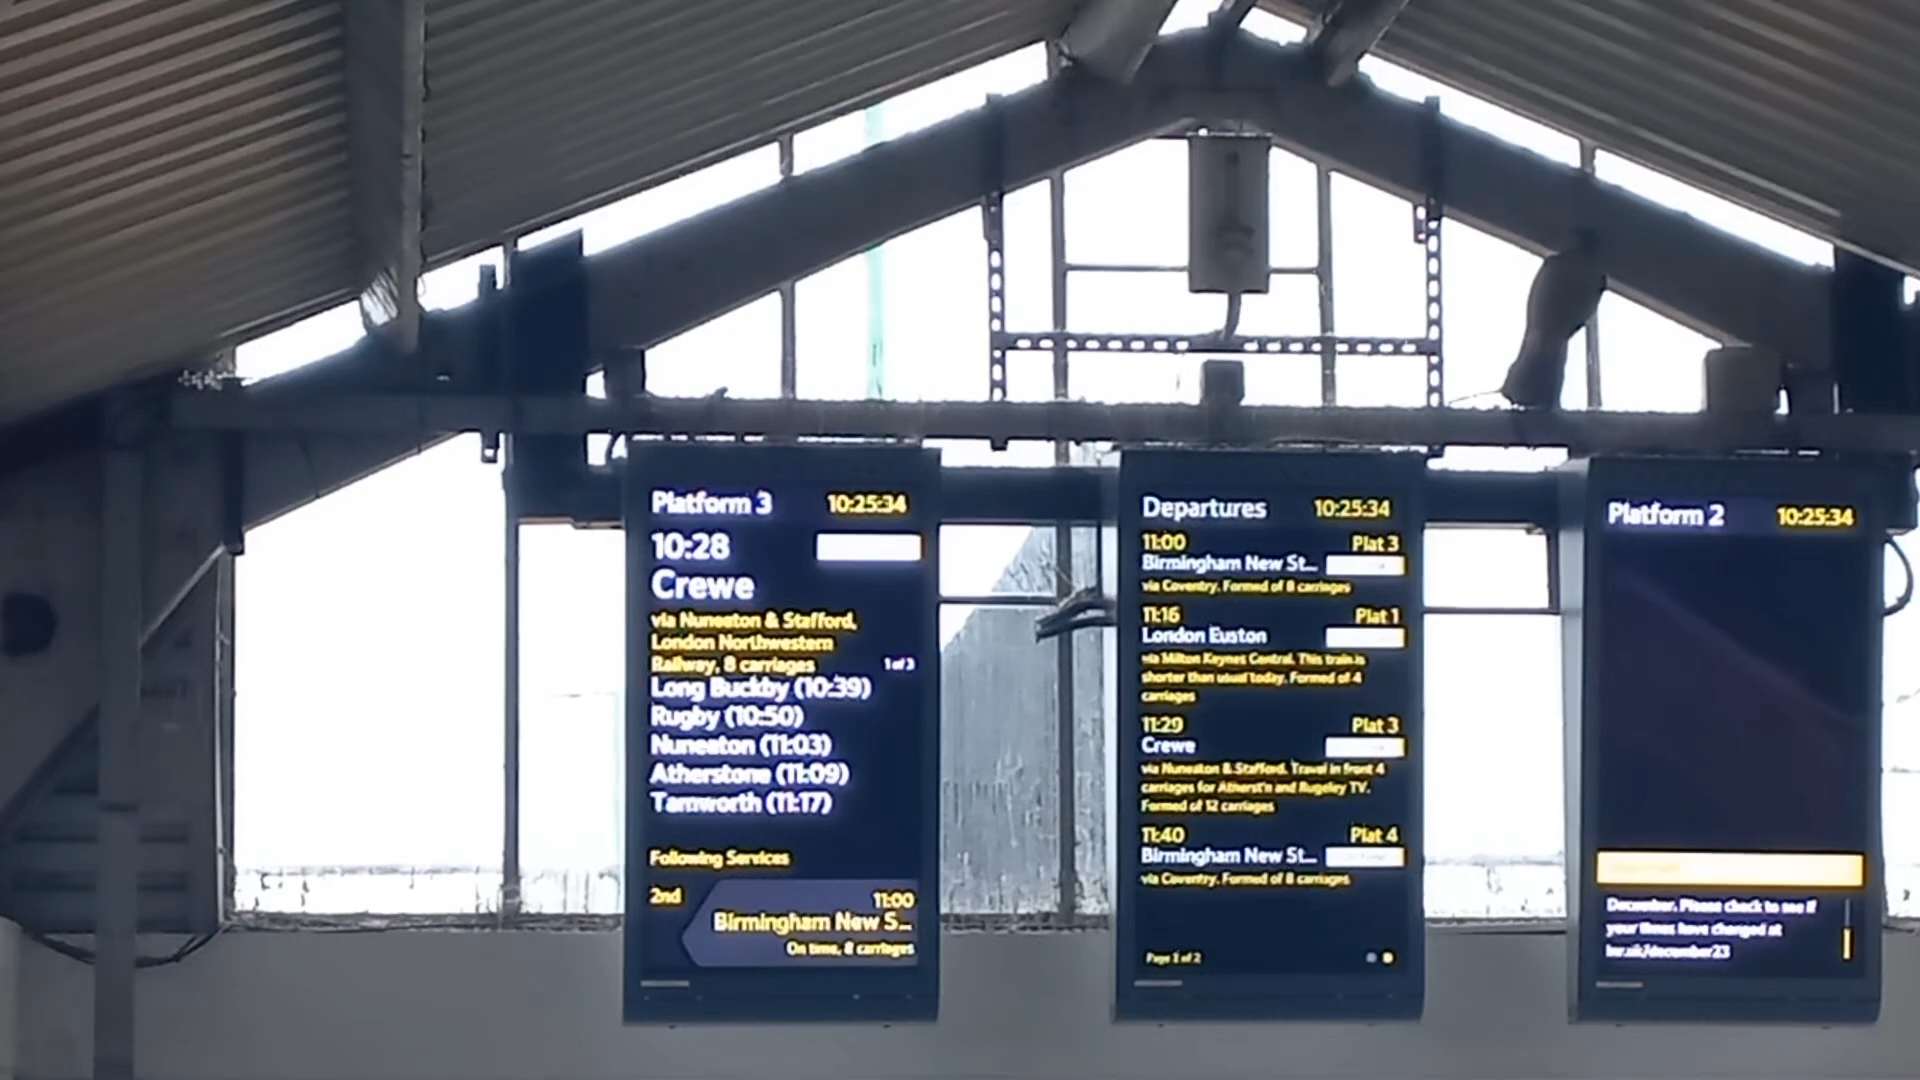 Platform 3 10:25:34
10:28
Crewe
via Nuneaton & Stafford,
London Northwestern
Railway, 8 carriages 1 of 3
Long Buckby (10:39)
Rugby (10:50)
Nuneaton (11:03)
Atherstone (11:09)
Tamworth (11:17)
Following Services
2nd 11:00
Birmingham New S...
On time, 8 carriages
Departures 10:25:34
11:00 Plat 3
Birmingham New St...
via Coventry. Formed of 8 carriages
11:16 Plat 1
London Euston
via Milton Keynes Central. This train is
shorter than usual today. Formed of 4
carriages
11:29 Plat 3
Crewe
via Nuneaton & Stafford. Travel in front 4
carriages for Atherst'n and Rugeley TV.
Formed of 12 carriages
11:40 Plat 4
Birmingham New St...
via Coventry. Formed of 8 carriages
Page of 2
Platform 2 10:25:34
December. Please check to see if
your times have changed at
lnr.uk/december23